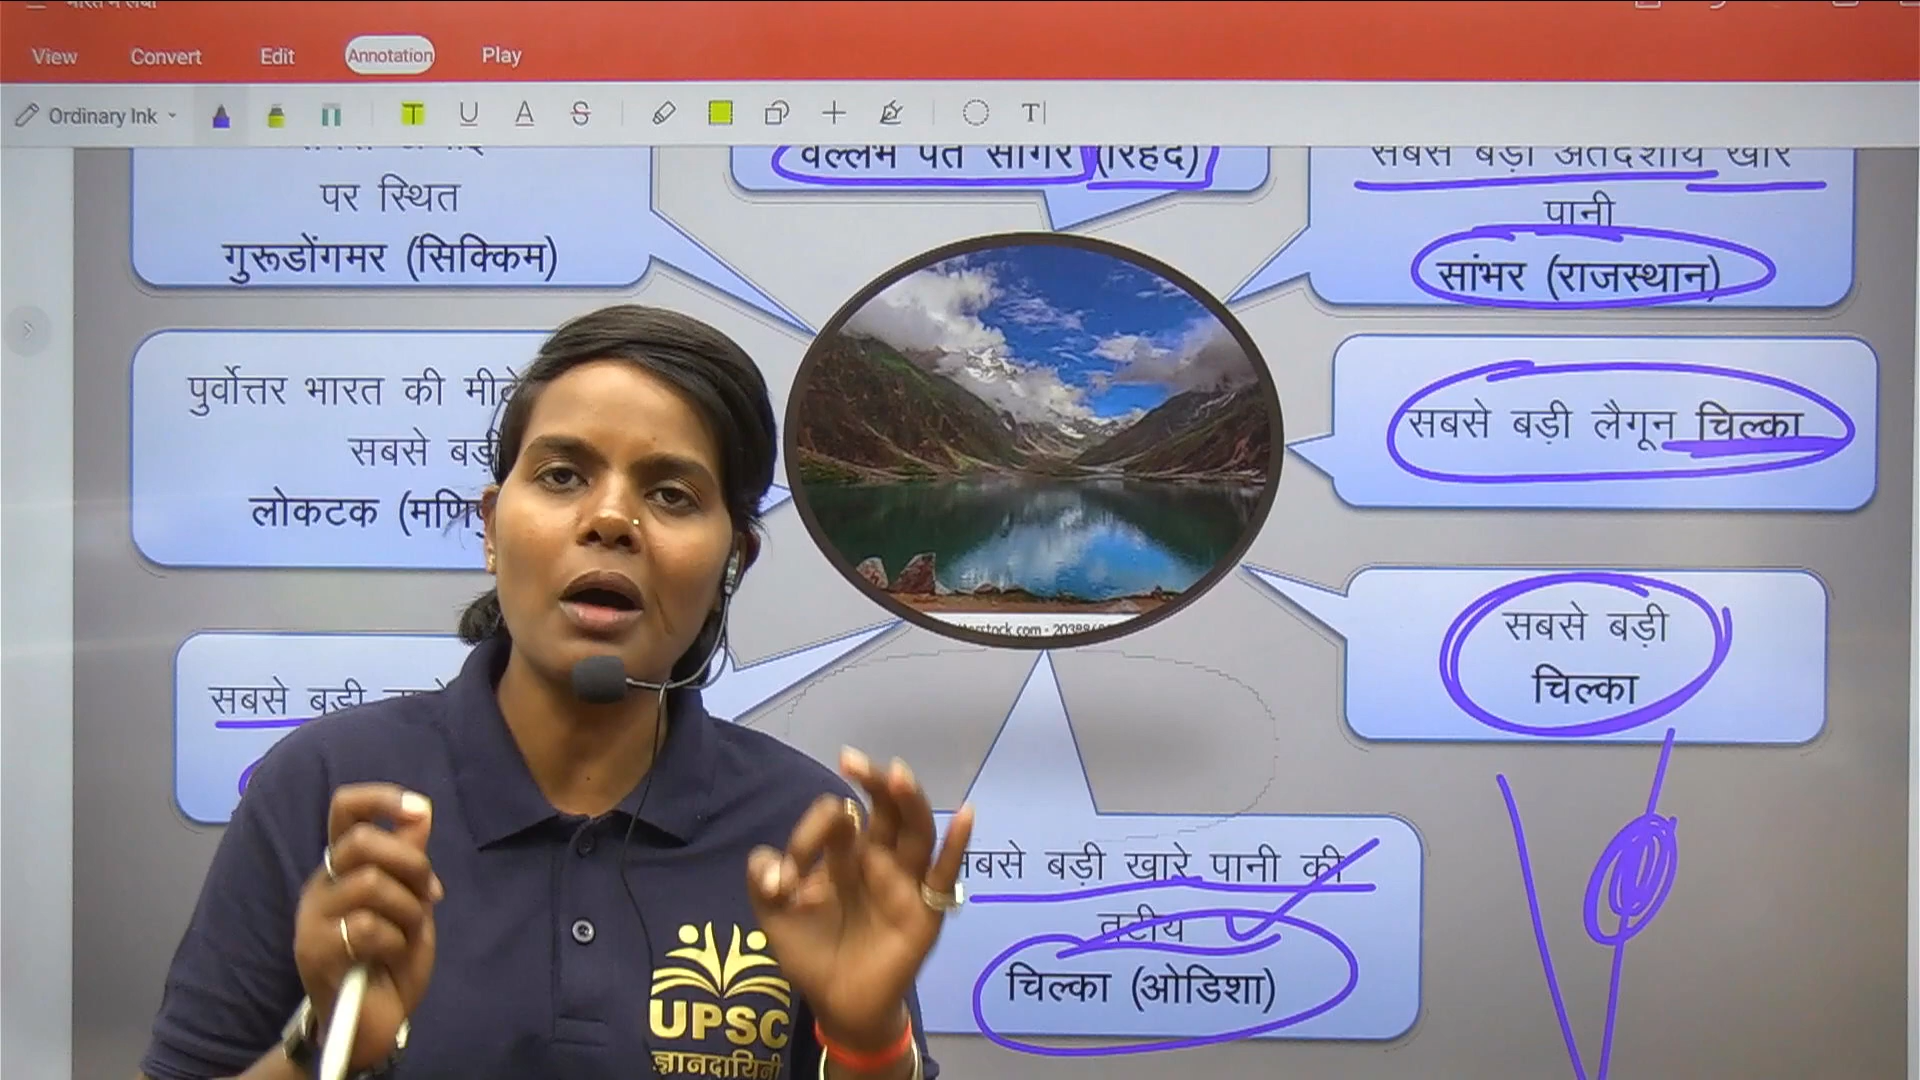 भारत में लंबी
View Convert Edit Annotation Play
Ordinary Ink T U A S T
पर स्थित
गुरूडोंगमर (सिक्किम)
वल्लभ पंत सागर (रिहंद)
सबसे बड़ी अंतर्देशीय खारे
पानी
सांभर (राजस्थान)
पुर्वोत्तर भारत की
सबसे बड़ी
लोकटक
सबसे बड़ी लैगून चिल्का
सबसे बड़ी
चिल्का
सबसे बड़ी
सबसे बड़ी खारे पानी की
तटीय
चिल्का (ओडिशा)
UPSC
ज्ञानदायिनी